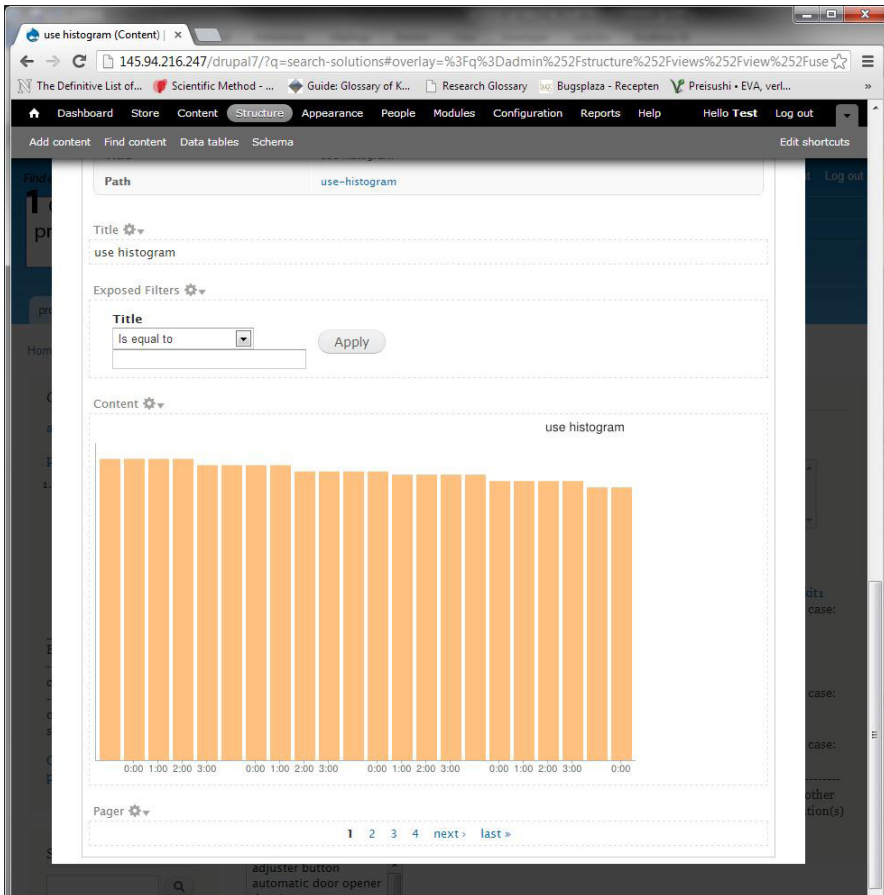 use histogram (Content) | ×
145.94.216.247/drupal7/?q=search-solutions#overlay=%3Fq%3Dadmin%252Fstructure%252Fviews%252Fview%252Fuse
The Definitive List of... Scientific Method - ... Guide: Glossary of K... Research Glossary Bugsplaza - Recepten Preisushi • EVA, verl... »
Dashboard Store Content Structure Appearance People Modules Configuration Reports Help Hello Test Log out
Add content Find content Data tables Schema Edit shortcuts
Log out
Path use-histogram
1
Title
use histogram
Exposed Filters
Title
Is equal to
Apply
Content
use histogram
case:
case:
case:
0:00 1:00 2:00 3:00 0:00 1:00 2:00 3:00 0:00 1:00 2:00 3:00 0:00 1:00 2:00 3:00 0:00
other
Pager
1 2 3 4 next › last »
adjuster button
automatic door opener